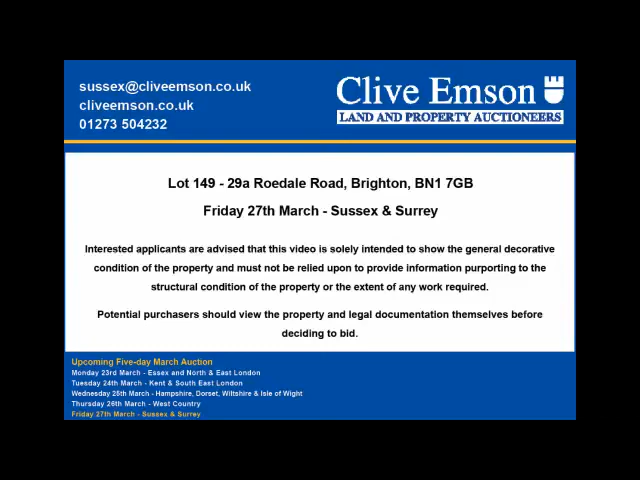 sussex@cliveemson.co.uk
cliveemson.co.uk
01273 504232
Clive Emson
LAND AND PROPERTY AUCTIONEERS
Lot 149 - 29a Roedale Road, Brighton, BN1 7GB
Friday 27th March - Sussex & Surrey
Interested applicants are advised that this video is solely intended to show the general decorative
condition of the property and must not be relied upon to provide information purporting to the
structural condition of the property or the extent of any work required.
Potential purchasers should view the property and legal documentation themselves before
deciding to bid.
Upcoming Five-day March Auction
Monday 23rd March - Essex and North & East London
Tuesday 24th March - Kent & South East London
Wednesday 25th March - Hampshire, Dorset, Wiltshire & Isle of Wight
Thursday 26th March - West Country
Friday 27th March - Sussex & Surrey